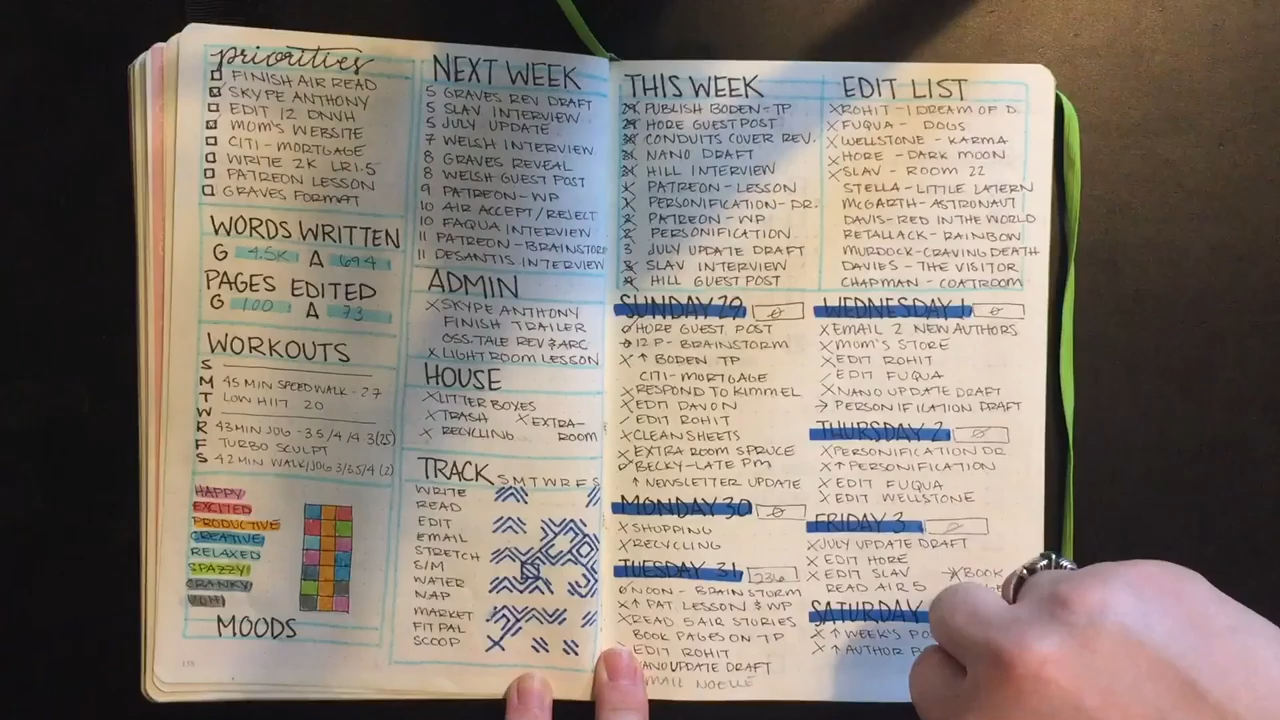 priorities
FINISH AIR READ
SKYPE ANTHONY
EDIT 12 DNVH
MOM'S WEBSITE
CITI - MORTGAGE
WRITE 2K LR1.5
PATREON LESSON
GRAVES FORMAT
WORDS WRITTEN
G 4.5K A 694
PAGES EDITED
G 100 A 73
WORKOUTS
S
M 45 MIN SPEED WALK - 2.7
T LOW HIIT 20
W
R 43 MIN JOG - 3.5/4/4.3 (25)
F TURBO SCULPT
S 42 MIN WALK/JOG 3/3.5/4 (2)
HAPPY
EXCITED
PRODUCTIVE
CREATIVE
RELAXED
SPAZZY
CRANKY
MOODS
158
NEXT WEEK
5 GRAVES REV DRAFT
5 SLAV INTERVIEW
5 JULY UPDATE
7 WELSH INTERVIEW
8 GRAVES REVEAL
8 WELSH GUEST POST
9 PATREON - WP
10 AIR ACCEPT/REJECT
10 FAQUA INTERVIEW
11 PATREON - BRAINSTORM
11 DESANTIS INTERVIEW
ADMIN
X SKYPE ANTHONY
FINISH TRAILER
OSS. TALE REV & ARC
X LIGHTROOM LESSON
HOUSE
X LITTER BOXES
X TRASH X EXTRA-
X RECYCLING ROOM
TRACK S M T W R F S
WRITE
READ
EDIT
EMAIL
STRETCH
S/M
WATER
NAP
MARKET
FIT PAL
SCOOP
THIS WEEK
PUBLISH BODEN - TP
HORE GUEST POST
CONDUITS COVER REV.
NANO DRAFT
HILL INTERVIEW
PATREON - LESSON
PERSONIFICATION - DR.
PATREON - WP
PERSONIFICATION
3 JULY UPDATE DRAFT
SLAV INTERVIEW
HILL GUEST POST
EDIT LIST
X ROHIT - I DREAM OF D.
X FUQUA - DOGS
X WELLSTONE - KARMA
X HORE - DARK MOON
X SLAV - ROOM 22
STELLA - LITTLE LATERN
MCGARTH - ASTRONAUT
DAVIS - RED IN THE WORLD
RETALLACK - RAINBOW
MURDOCK - CRAVING DEATH
DAVIES - THE VISITOR
CHAPMAN - COATROOM
SUNDAY 29
HORE GUEST POST
12 P - BRAINSTORM
X ↑ BODEN TP
CITI - MORTGAGE
X RESPOND TO KIMMEL
X EDIT DAVON
EDIT ROHIT
X CLEAN SHEETS
X EXTRA ROOM SPRUCE
BECKY - LATE PM
↑ NEWSLETTER UPDATE
MONDAY 30
X SHOPPING
X RECYCLING
TUESDAY 31 236
NOON - BRAINSTORM
X ↑ PAT. LESSON & WP
X READ 5 AIR STORIES
BOOK PAGES ON TP
EDIT ROHIT
NANO UPDATE DRAFT
EMAIL NOELLE
WEDNESDAY 1
X EMAIL 2 NEW AUTHORS
X MOM'S STORE
X EDIT ROHIT
EDIT FUQUA
X NANO UPDATE DRAFT
→ PERSONIFICATION DRAFT
THURSDAY 2
X PERSONIFICATION DR.
X ↑ PERSONIFICATION
X EDIT FUQUA
X EDIT WELLSTONE
FRIDAY 3
X JULY UPDATE DRAFT
X EDIT HORE
X EDIT SLAV X BOOK
READ AIR 5
SATURDAY
X ↑ WEEK'S PO
X ↑ AUTHOR P